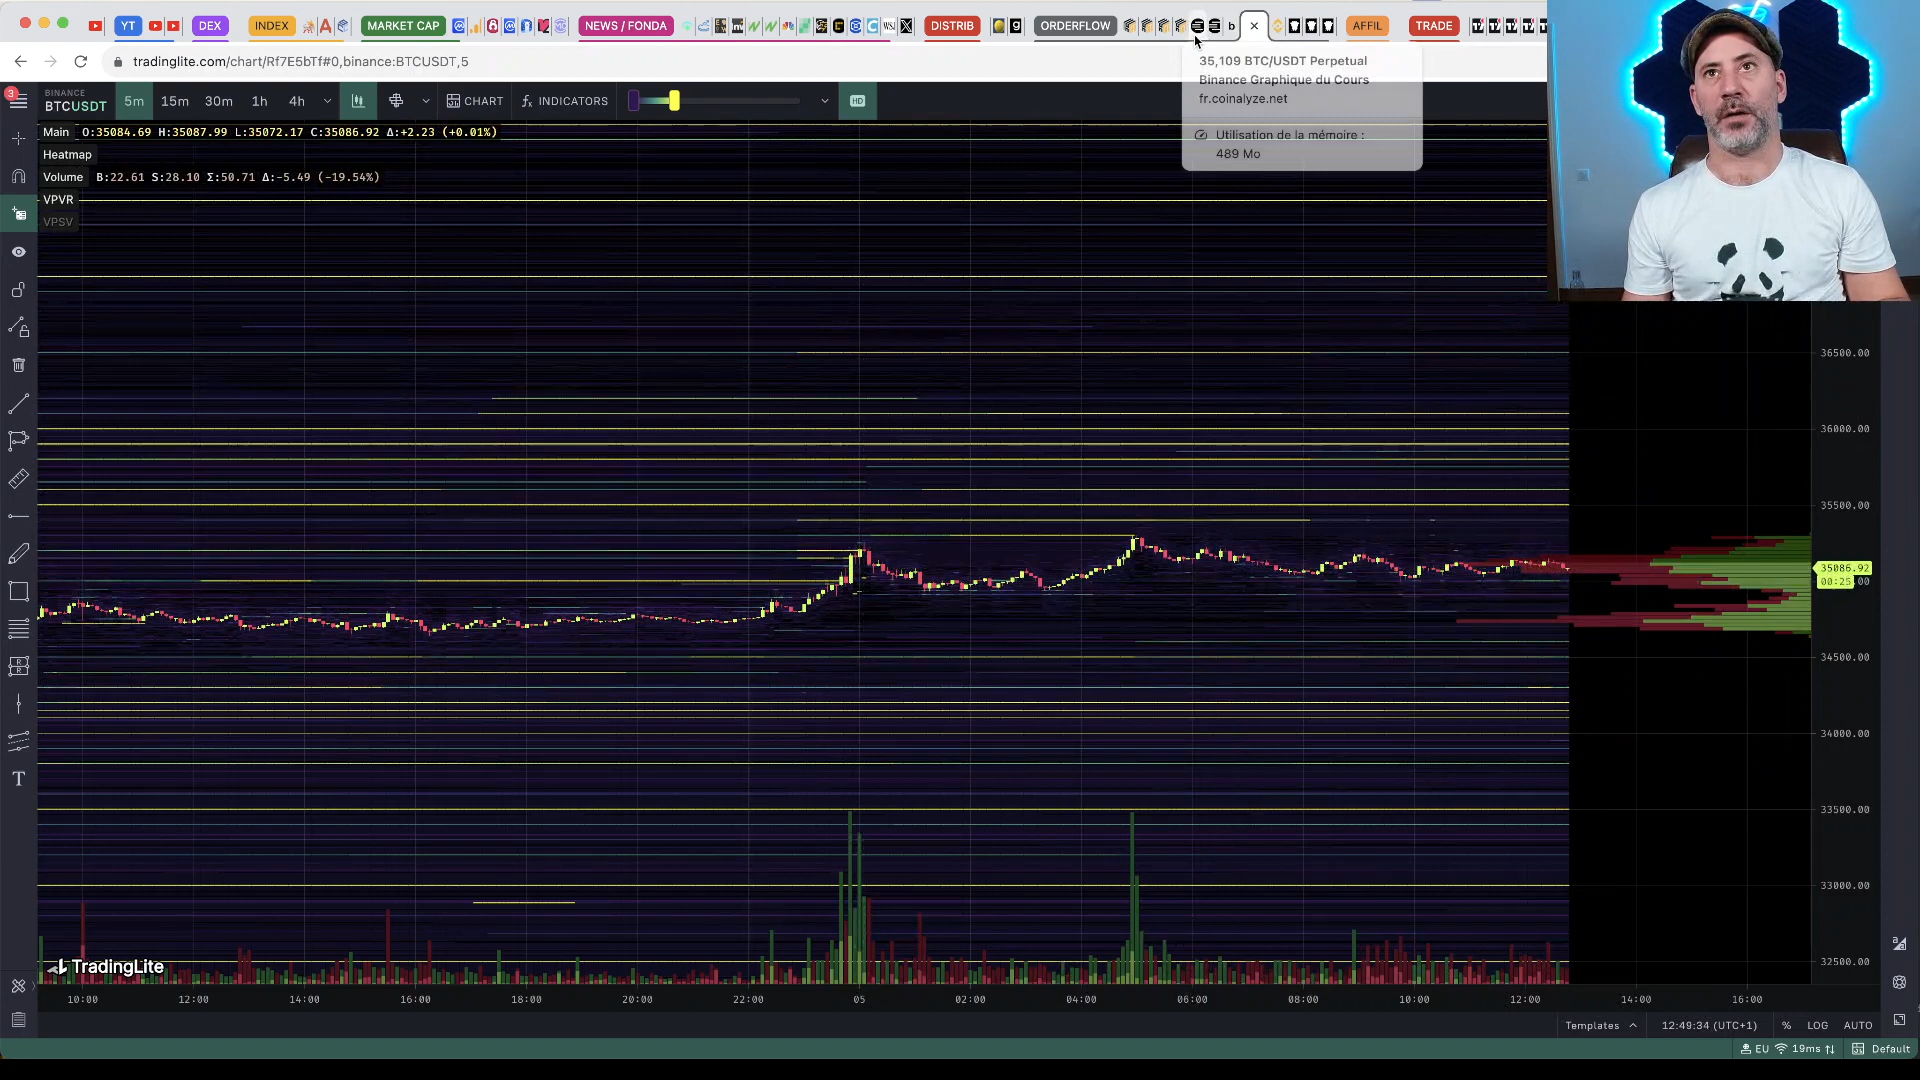 YT
DEX
INDEX
MARKET CAP
NEWS / FONDA
DISTRIB
ORDERFLOW
AFFIL
TRADE
tradinglite.com/chart/Rf7E5bTf#0,binance:BTCUSDT,5
35,109 BTC/USDT Perpetual
Binance Graphique du Cours
fr.coinalyze.net
Utilisation de la mémoire :
489 Mo
3
BINANCE
BTCUSDT
5m 15m 30m 1h 4h
CHART
INDICATORS
HD
Main O:35084.69 H:35087.99 L:35072.17 C:35086.92 Δ:+2.23 (+0.01%)
Heatmap
Volume B:22.61 S:28.10 Σ:50.71 Δ:-5.49 (-19.54%)
VPVR
VPSV
36500.00
36000.00
35500.00
35086.92
00:25
34500.00
34000.00
33500.00
33000.00
32500.00
TradingLite
10:00 12:00 14:00 16:00 18:00 20:00 22:00 05 02:00 04:00 06:00 08:00 10:00 12:00 14:00 16:00
Templates 12:49:34 (UTC+1) % LOG AUTO
EU 19ms Default